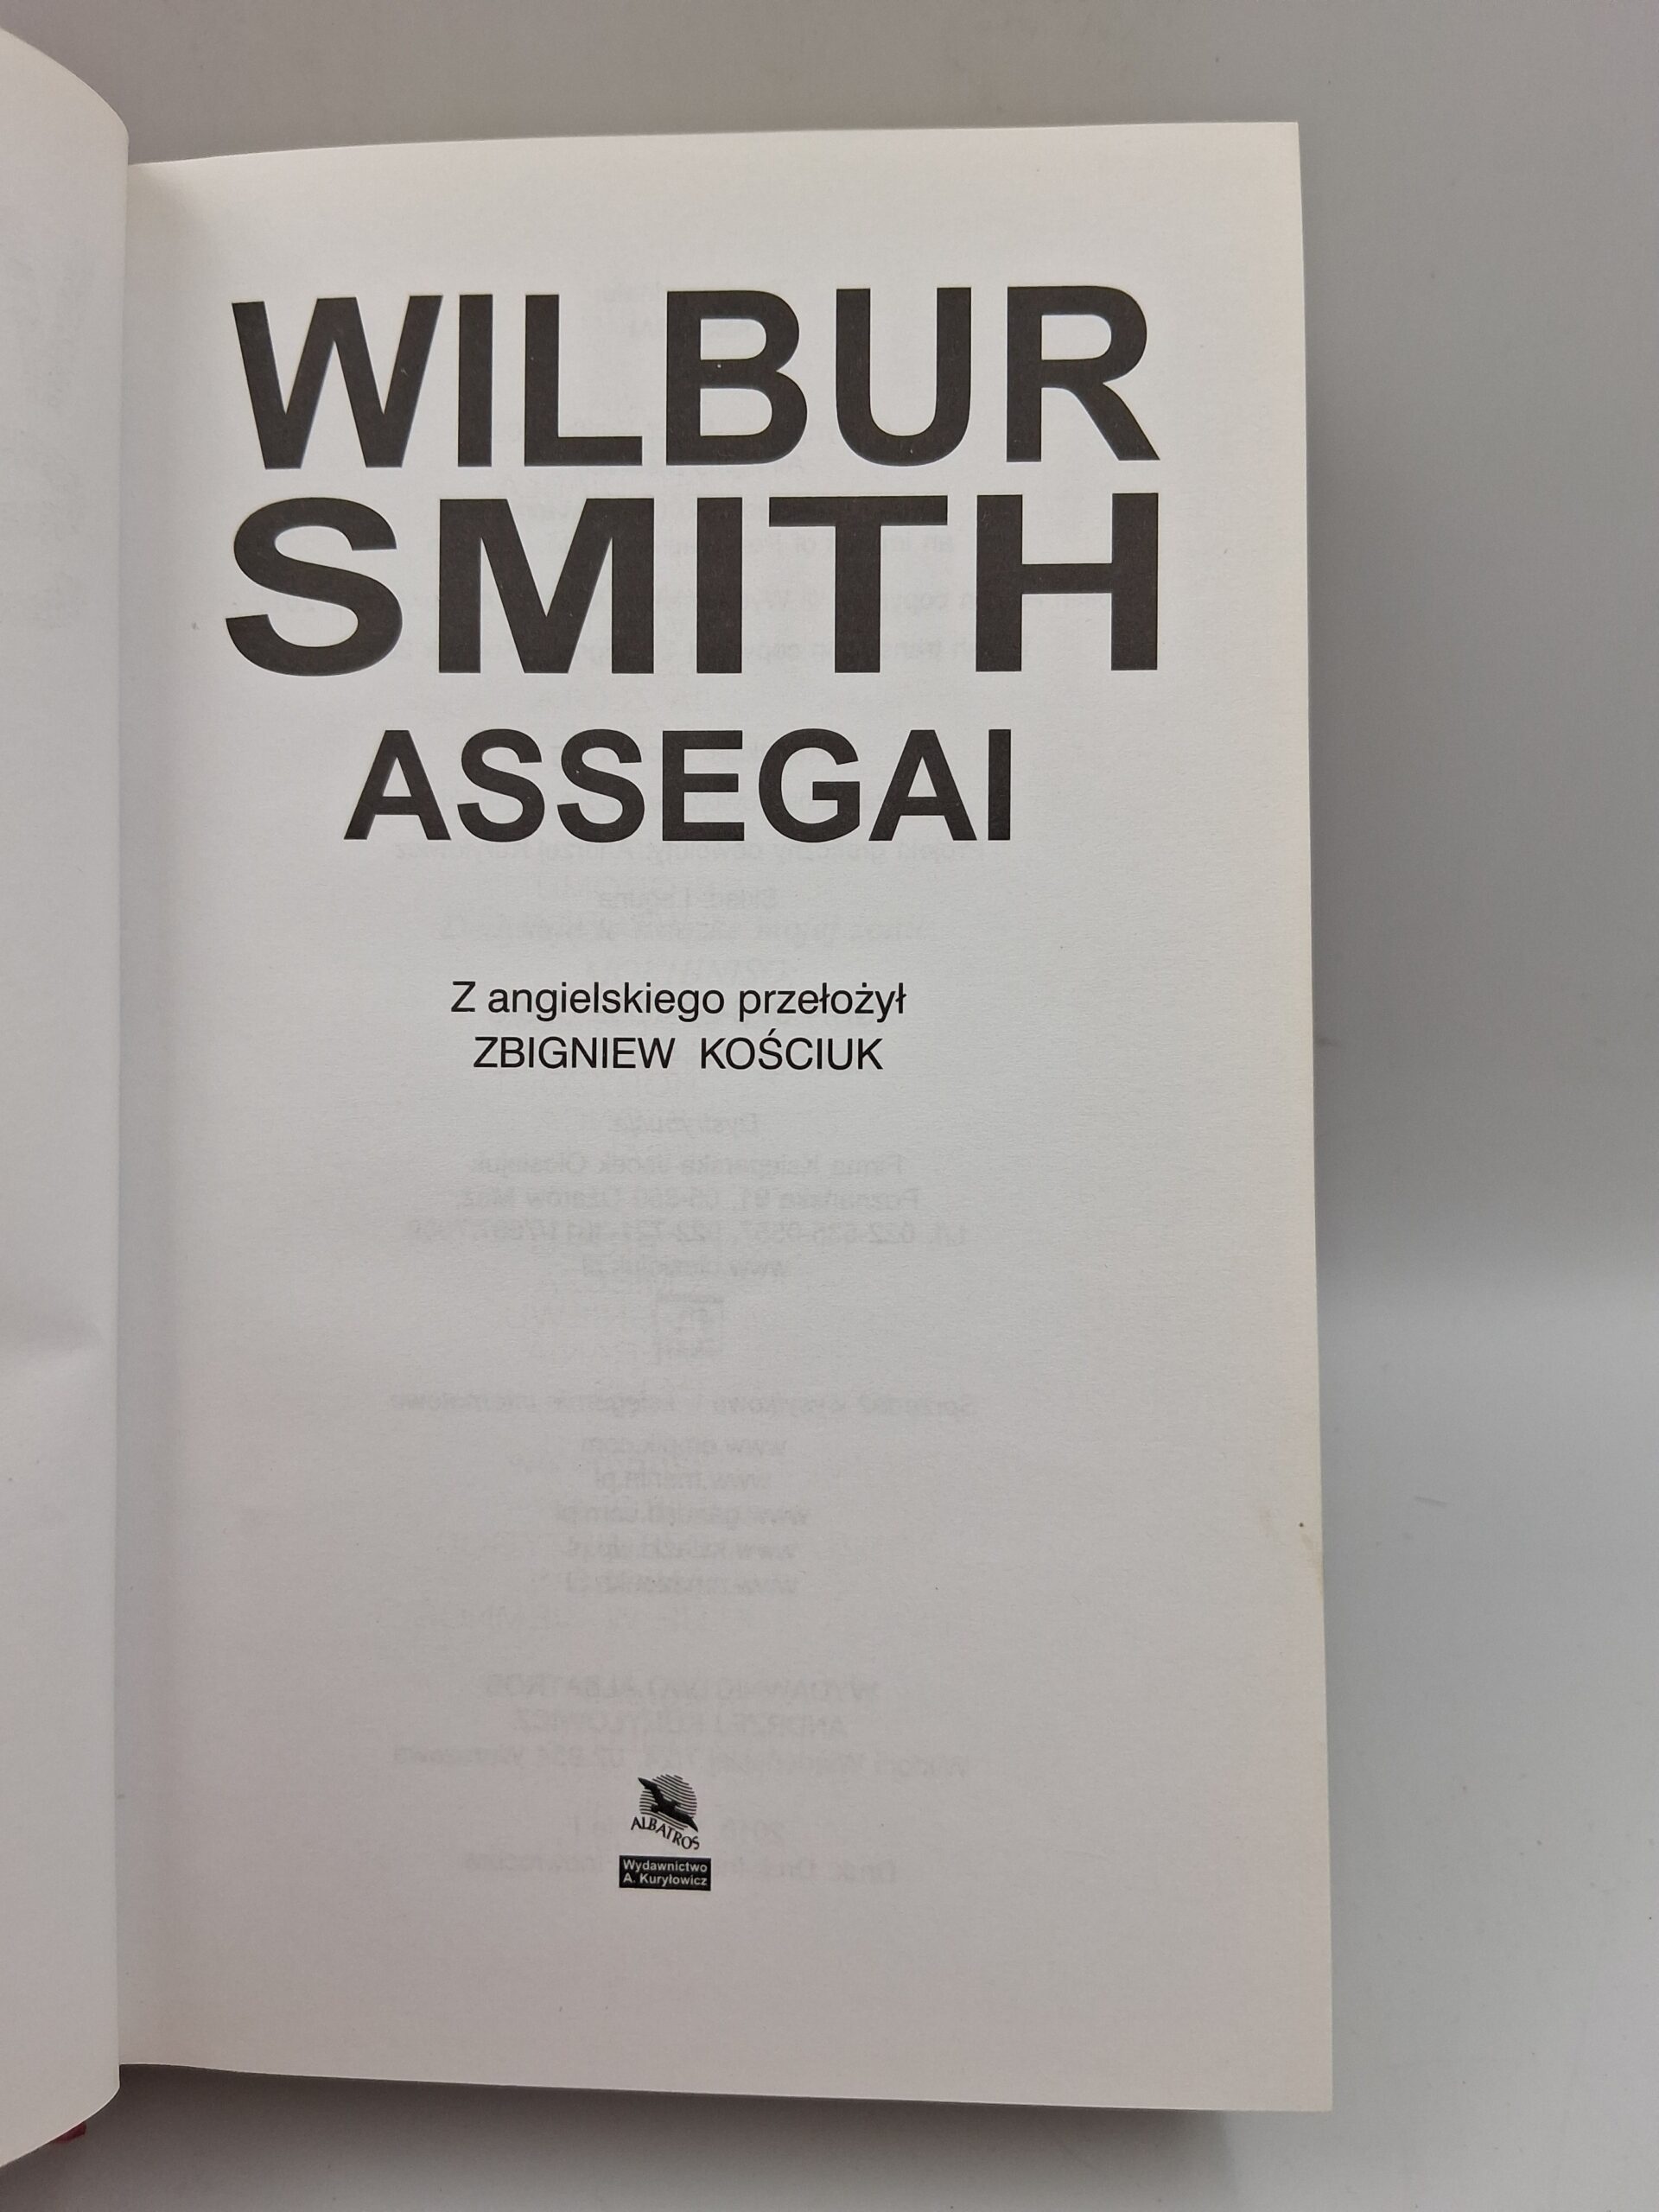 WILBUR
SMITH
ASSEGAI
Z angielskiego przełożył
ZBIGNIEW KOŚCIUK
ALBATROS
Wydawnictwo
A. Kuryłowicz